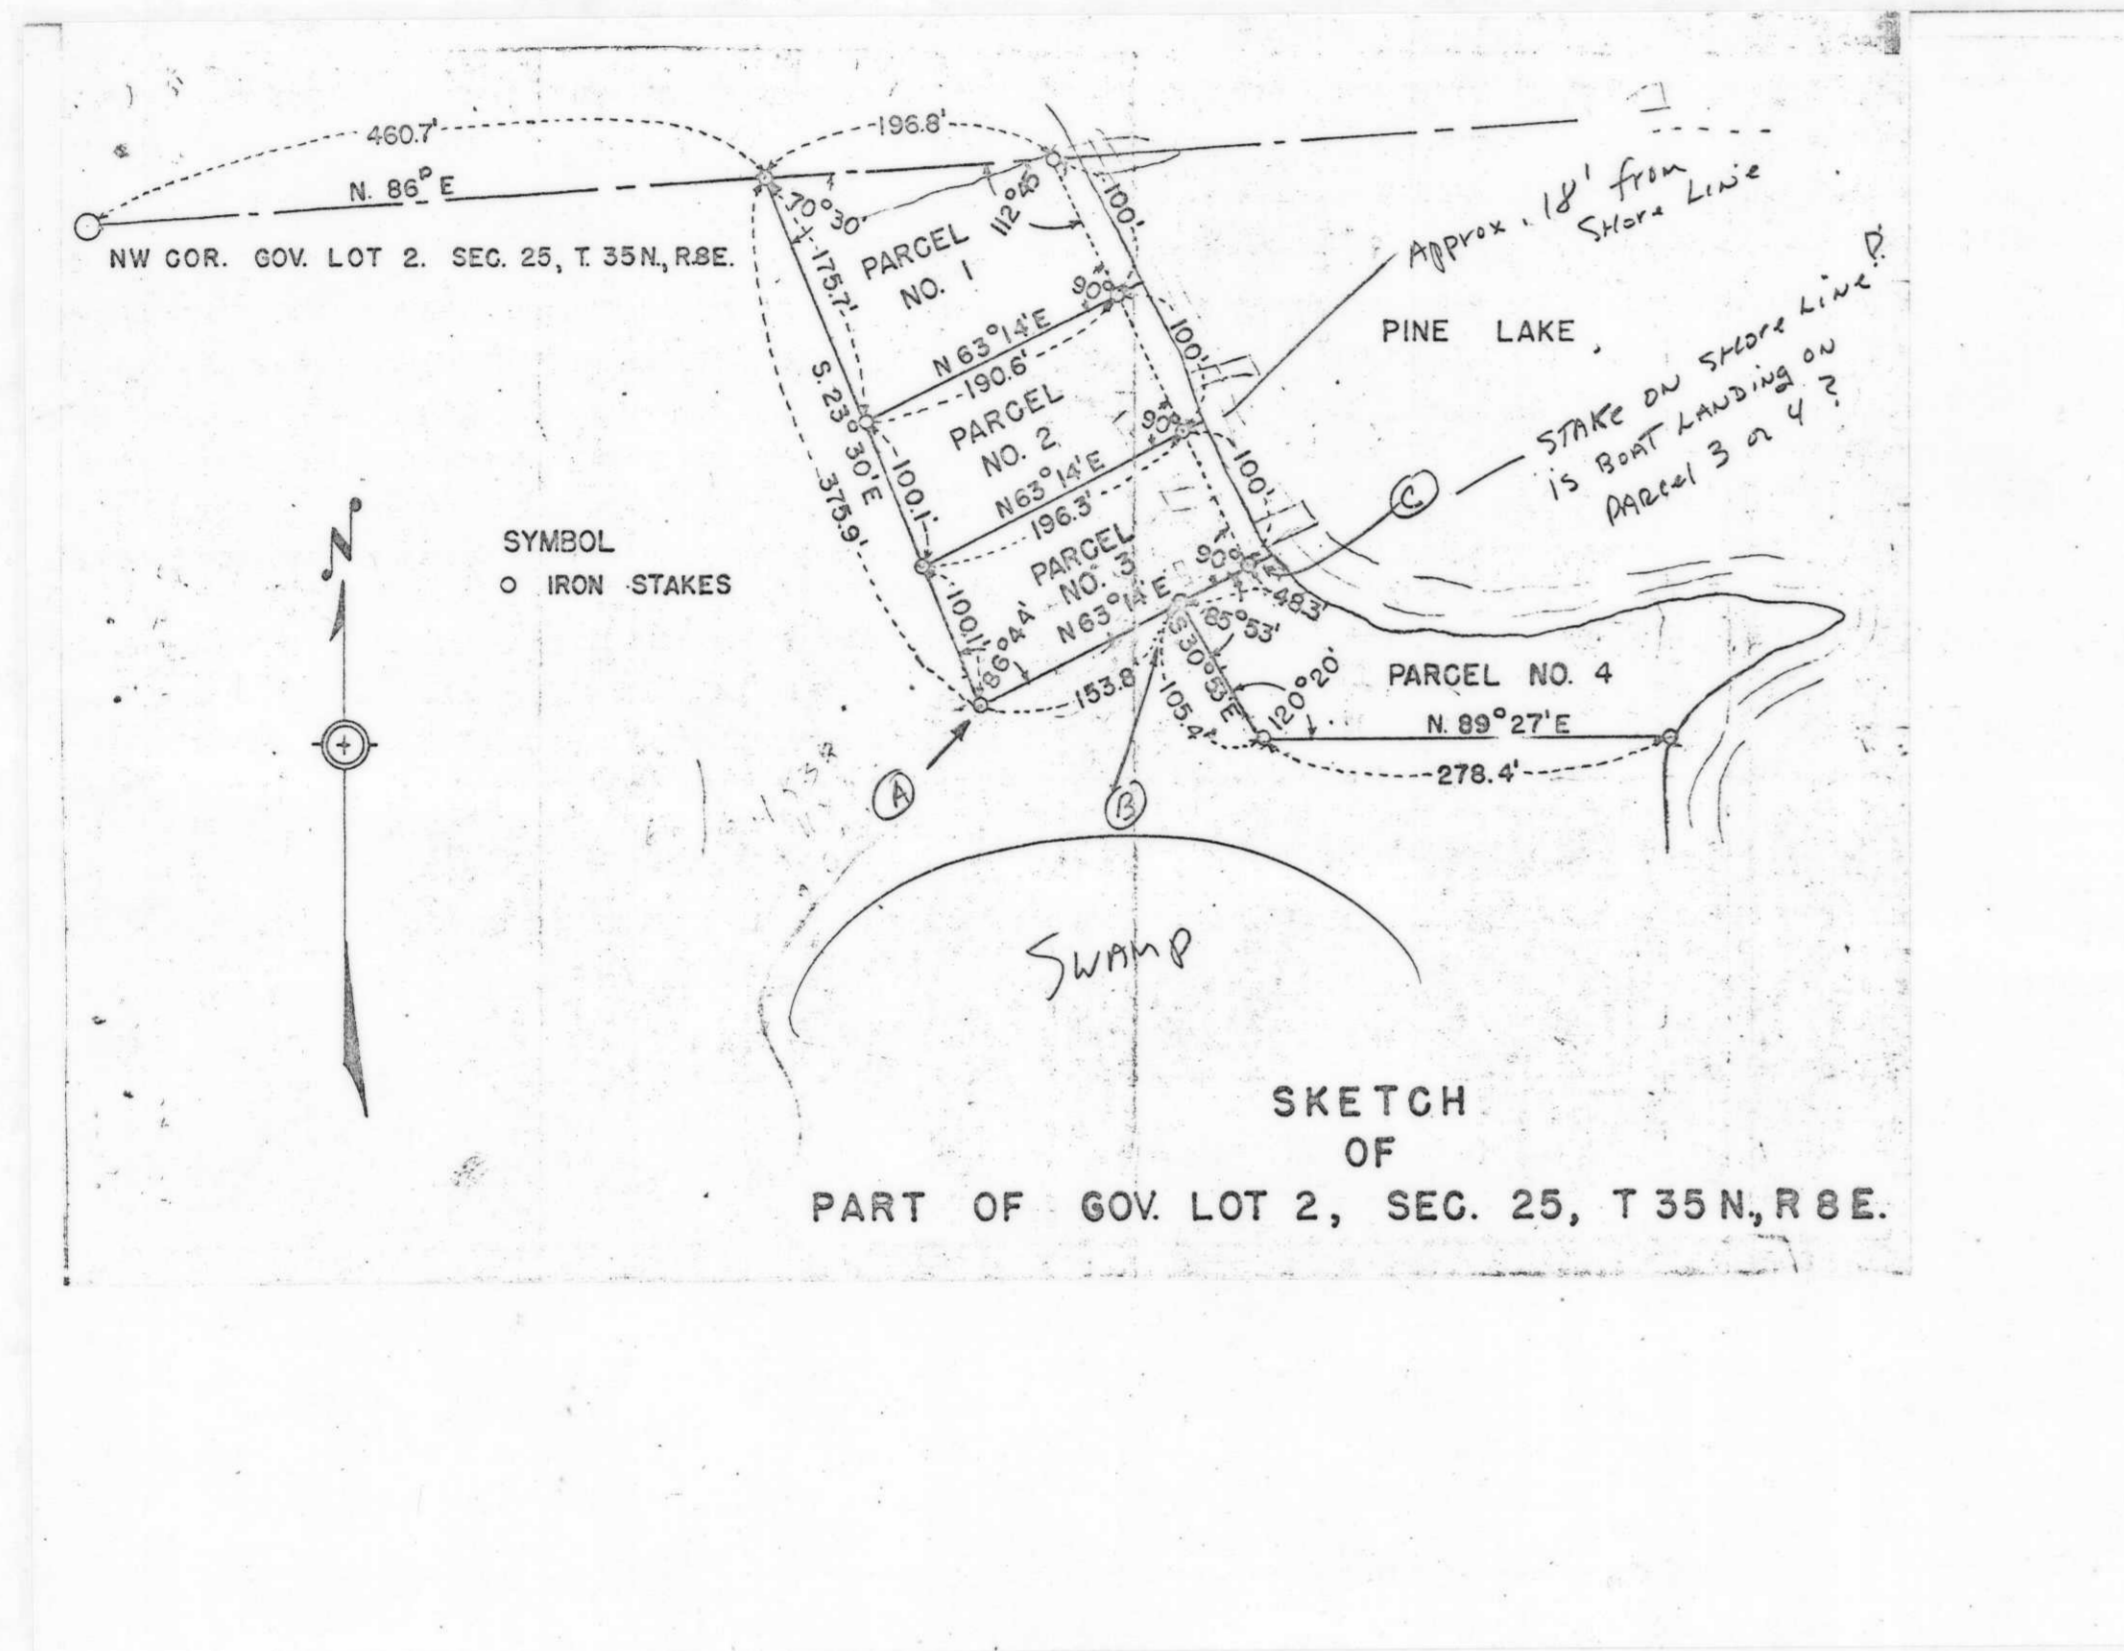 460.7'
196.8'
N. 86° E
70°30'
112°45'
100'
Approx. 18' from
Shore Line
NW COR. GOV. LOT 2. SEC. 25, T. 35N., R.8E.
175.7'
PARCEL
NO. 1
90°
N 63°14'E
190.6'
100'
PINE LAKE
STAKE ON SHORE LINE?
is BOAT LANDING ON
PARCEL 3 or 4?
S. 23° 30'E
375.9'
PARCEL
NO. 2
90°
N 63°14'E
196.3'
100.1'
100'
C
N
SYMBOL
O IRON STAKES
PARCEL
NO. 3
90°
N 63°14'E
100.1'
86°44'
48.3'
85°53'
153.8'
S 30°53'E
105.4'
120°20'
PARCEL NO. 4
N. 89°27'E
278.4'
A
B
SWAMP
SKETCH
OF
PART OF GOV. LOT 2, SEC. 25, T 35 N., R 8 E.